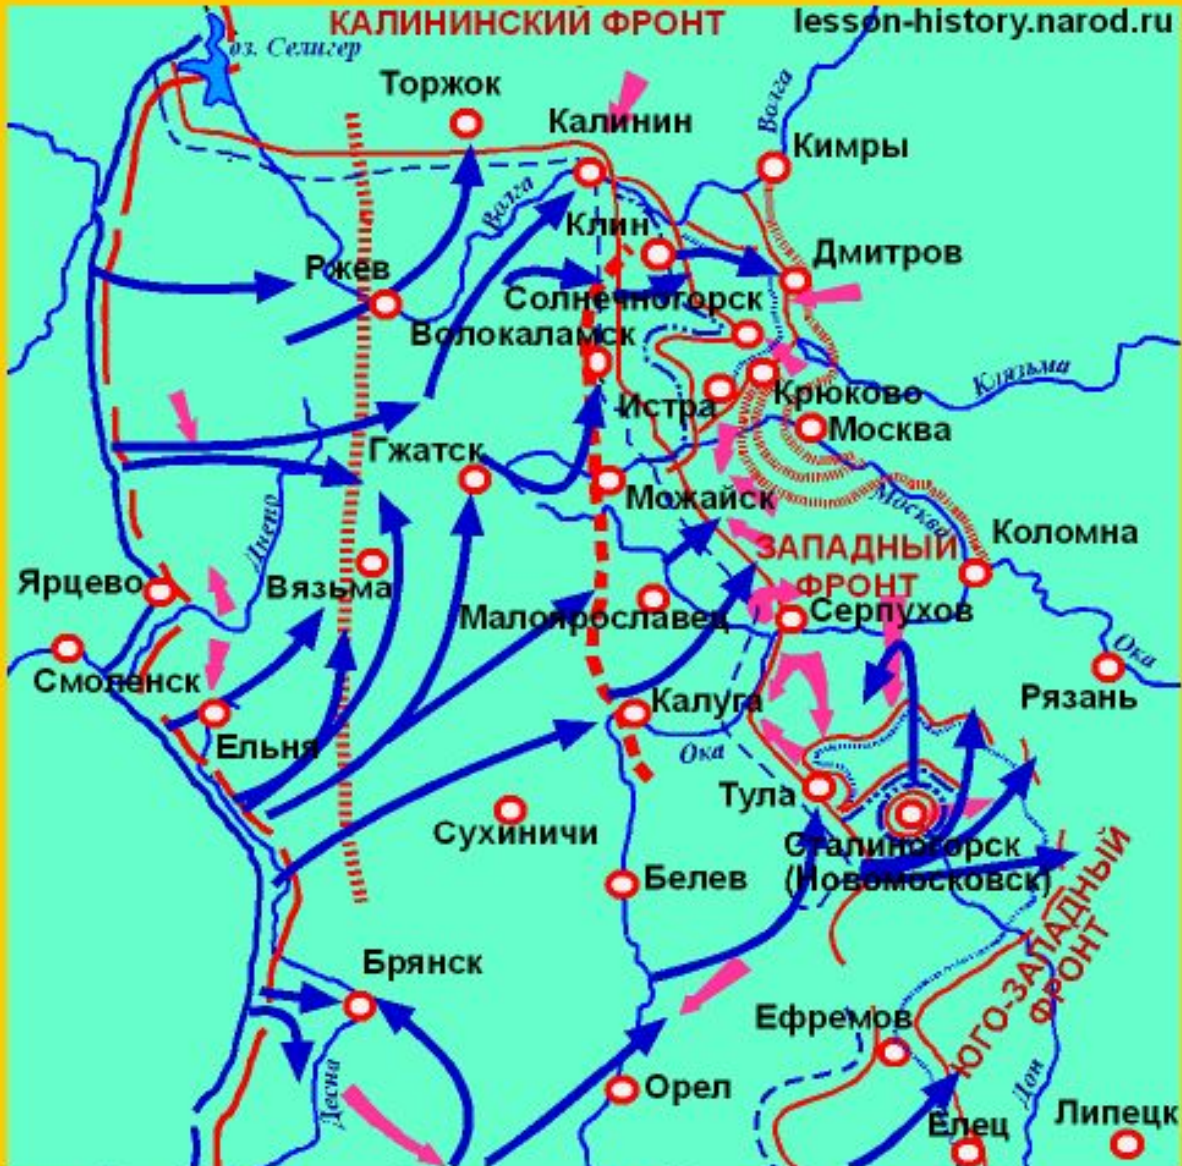 КАЛИНИНСКИЙ ФРОНТ
lesson-history.narod.ru
оз. Селигер
Торжок
Калинин
Волга
Кимры
Волга
Клин
Дмитров
Ржев
Солнечногорск
Волокаламск
Клязьма
Истра
Крюково
Москва
Гжатск
Можайск
Москва
Днепр
ЗАПАДНЫЙ
ФРОНТ
Коломна
Ярцево
Вязьма
Малоярославец
Серпухов
Ока
Смоленск
Калуга
Рязань
Ельня
Ока
Тула
Сухиничи
Сталиногорск
(Новомосковск)
Белев
ЮГО-ЗАПАДНЫЙ
ФРОНТ
Брянск
Ефремов
Десна
Орел
Дон
Елец
Липецк